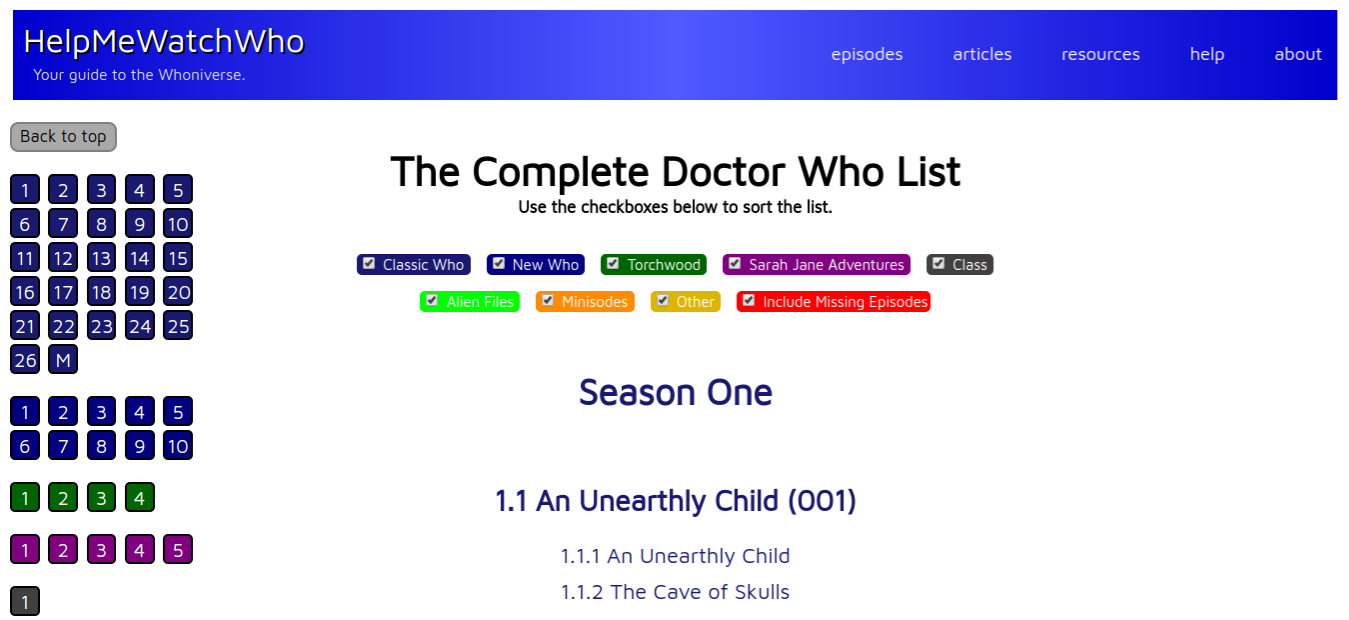 HelpMeWatchWho
Your guide to the Whoniverse.
episodes articles resources help about
Back to top
1 2 3 4 5
6 7 8 9 10
11 12 13 14 15
16 17 18 19 20
21 22 23 24 25
26 M
1 2 3 4 5
6 7 8 9 10
1 2 3 4
1 2 3 4 5
1
The Complete Doctor Who List
Use the checkboxes below to sort the list.
Classic Who New Who Torchwood Sarah Jane Adventures Class
Alien Files Minisodes Other Include Missing Episodes
Season One
1.1 An Unearthly Child (001)
1.1.1 An Unearthly Child
1.1.2 The Cave of Skulls